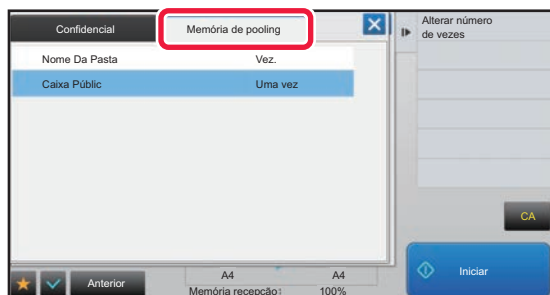 Confidencial
Memória de pooling
Nome Da Pasta Vez.
Caixa Públic Uma vez
Alterar número
de vezes
CA
Anterior
A4 A4
Memória recepção: 100%
Iniciar